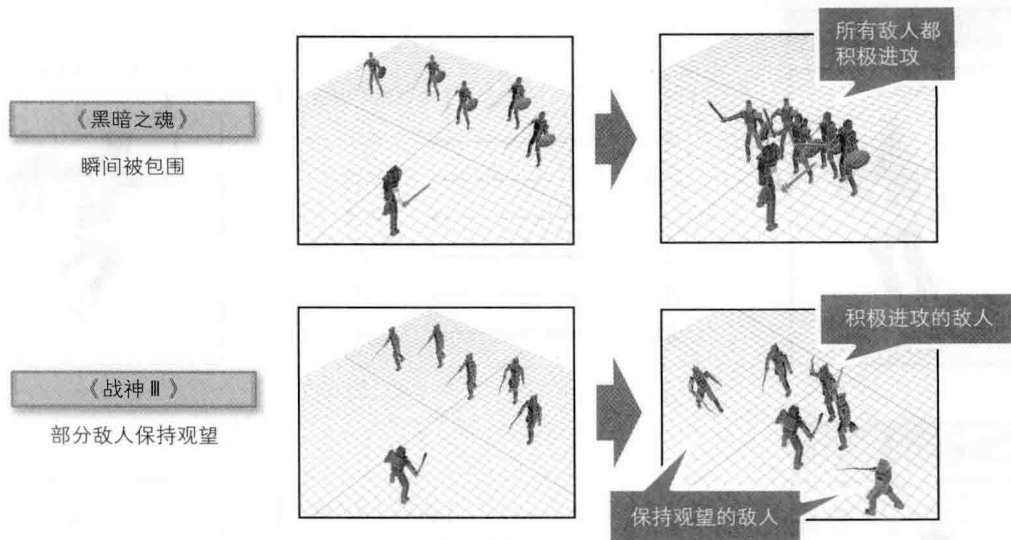 所有敌人都
积极进攻
《黑暗之魂》
瞬间被包围
积极进攻的敌人
《战神Ⅲ》
部分敌人保持观望
保持观望的敌人